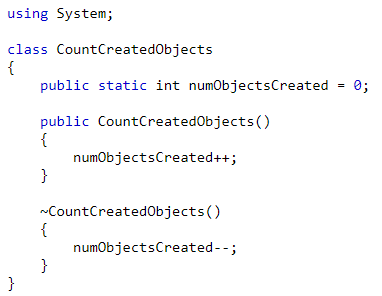 using System;

class CountCreatedObjects
{
    public static int numObjectsCreated = 0;

    public CountCreatedObjects()
    {
        numObjectsCreated++;
    }

    ~CountCreatedObjects()
    {
        numObjectsCreated--;
    }
}